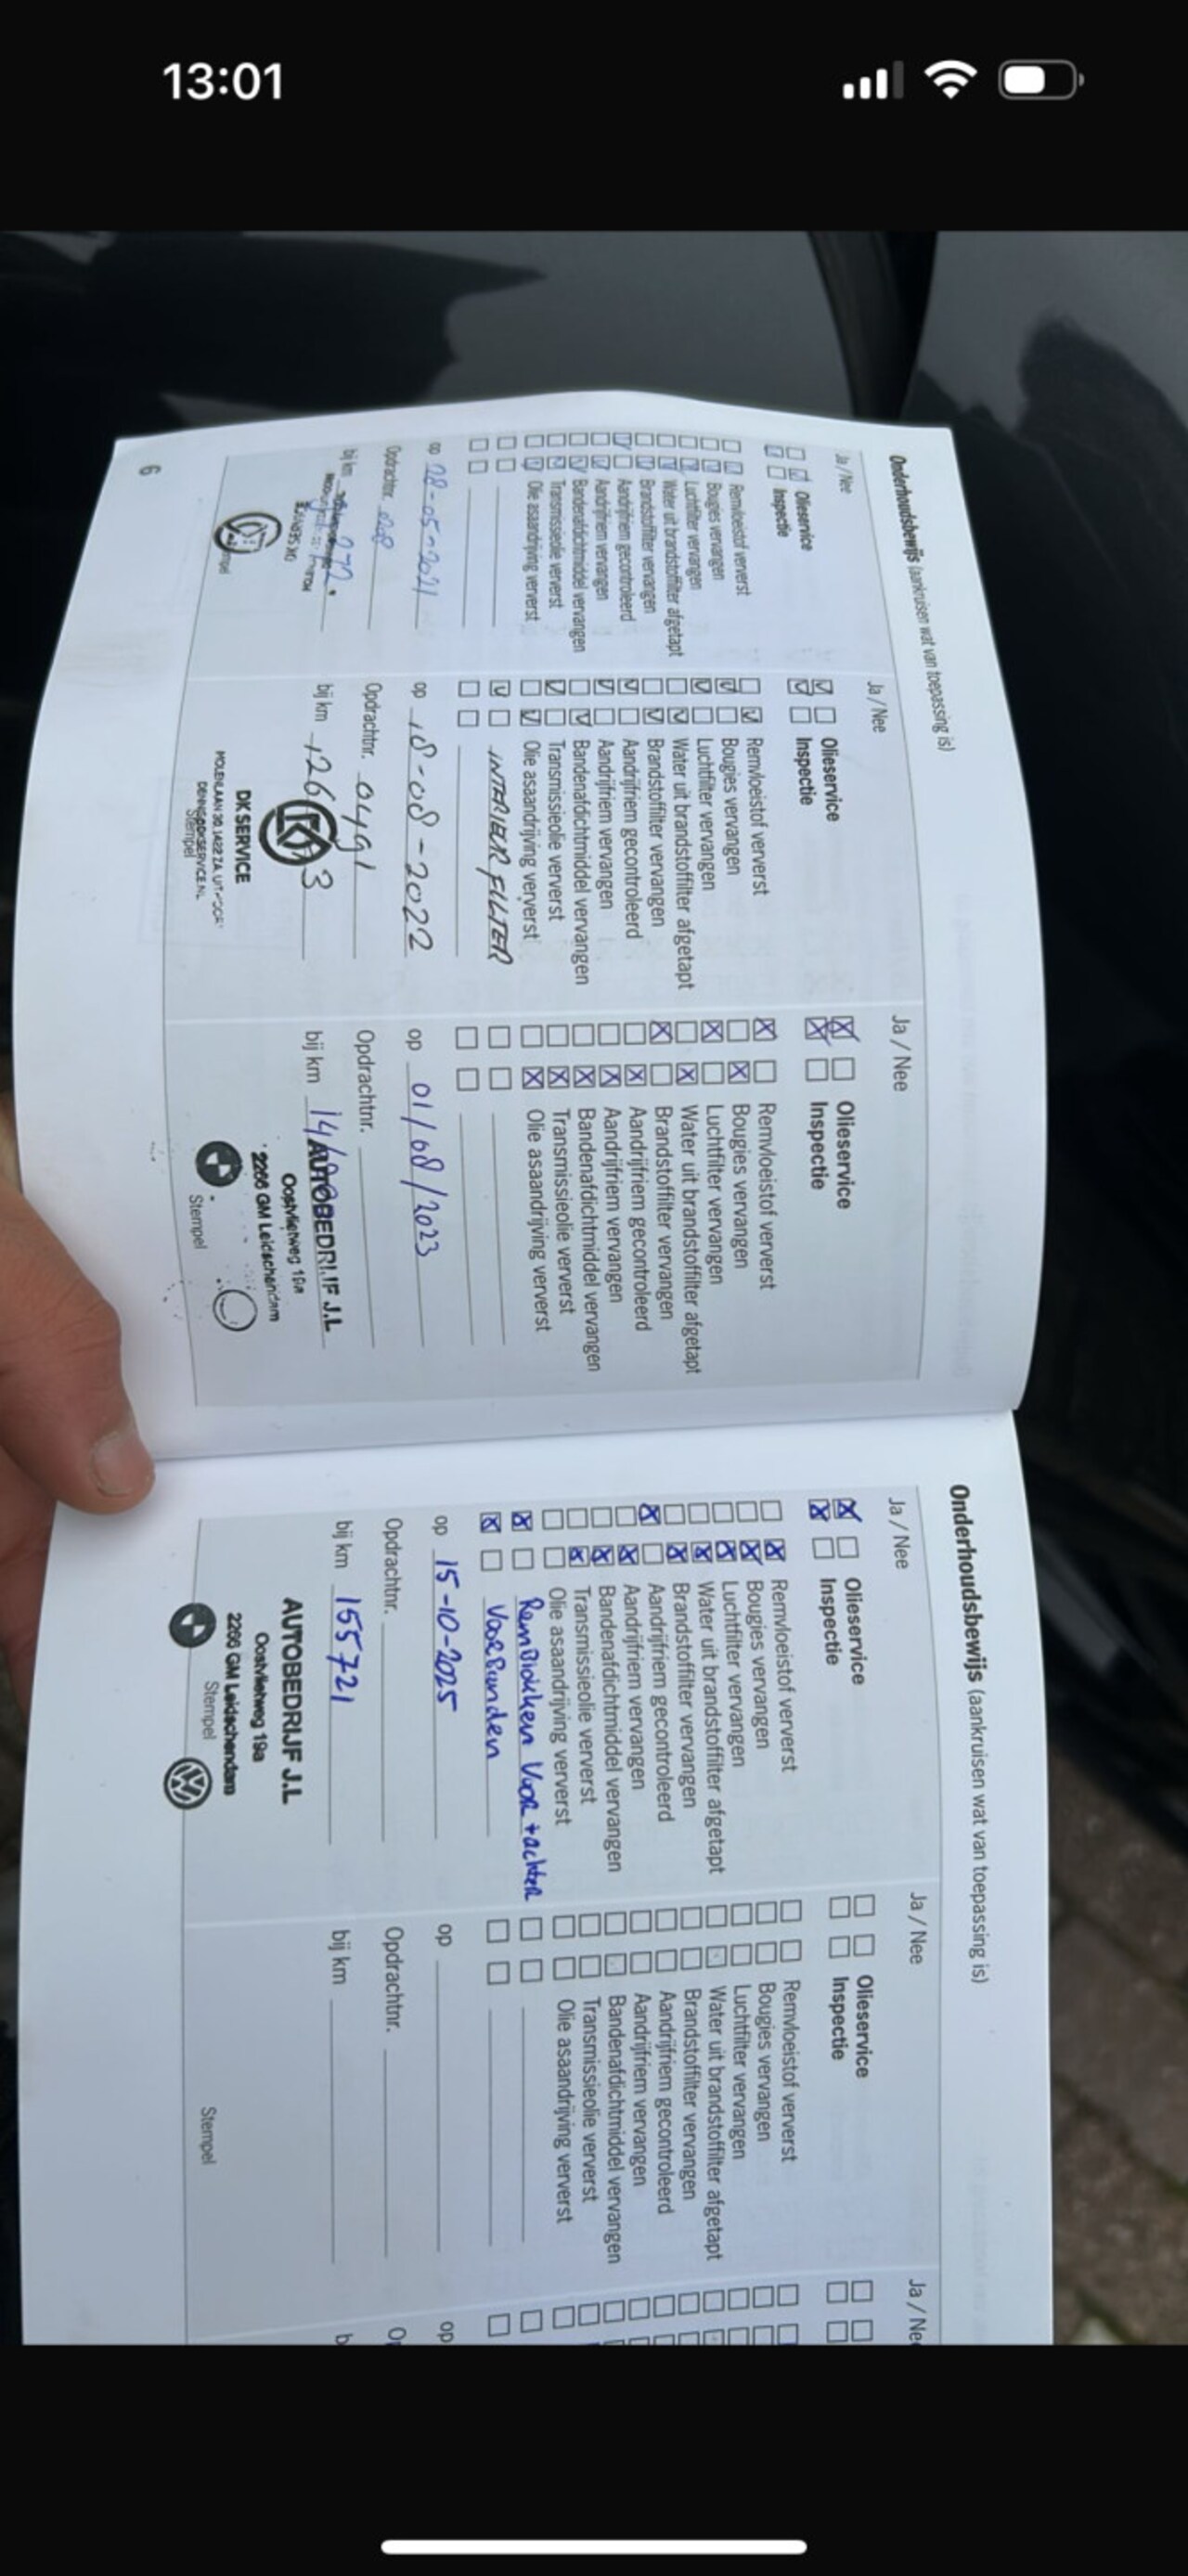 13:01
Onderhoudsbewijs (aankruisen wat van toepassing is)
Ja / Nee
Olieservice
Inspectie
Remvloeistof ververst
Bougies vervangen
Luchtfilter vervangen
Water uit brandstoffilter afgetapt
Brandstoffilter vervangen
Aandrijfriem gecontroleerd
Aandrijfriem vervangen
Bandenafdichtmiddel vervangen
Transmissieolie ververst
Olie asaandrijving ververst
op 28-05-2021
Opdrachtnr.
bij km
6
Ja / Nee
Olieservice
Inspectie
Remvloeistof ververst
Bougies vervangen
Luchtfilter vervangen
Water uit brandstoffilter afgetapt
Brandstoffilter vervangen
Aandrijfriem gecontroleerd
Aandrijfriem vervangen
Bandenafdichtmiddel vervangen
Transmissieolie ververst
Olie asaandrijving ververst
INTERIEUR FILTER
op 18-08-2022
Opdrachtnr. 0491
bij km
DK SERVICE
Stempel
Ja / Nee
Olieservice
Inspectie
Remvloeistof ververst
Bougies vervangen
Luchtfilter vervangen
Water uit brandstoffilter afgetapt
Brandstoffilter vervangen
Aandrijfriem gecontroleerd
Aandrijfriem vervangen
Bandenafdichtmiddel vervangen
Transmissieolie ververst
Olie asaandrijving ververst
op 01/08/2023
Opdrachtnr.
bij km
AUTOBEDRIJF J.L
Oostvlietweg 19a
2266 GM Leidschendam
Stempel
Onderhoudsbewijs (aankruisen wat van toepassing is)
Ja / Nee
Olieservice
Inspectie
Remvloeistof ververst
Bougies vervangen
Luchtfilter vervangen
Water uit brandstoffilter afgetapt
Brandstoffilter vervangen
Aandrijfriem gecontroleerd
Aandrijfriem vervangen
Bandenafdichtmiddel vervangen
Transmissieolie ververst
Olie asaandrijving ververst
Remblokken Voor + achter
Voorbanden
op 15-10-2025
Opdrachtnr.
bij km 155721
AUTOBEDRIJF J.L
Oostvlietweg 19a
2266 GM Leidschendam
Stempel
Ja / Nee
Olieservice
Inspectie
Remvloeistof ververst
Bougies vervangen
Luchtfilter vervangen
Water uit brandstoffilter afgetapt
Brandstoffilter vervangen
Aandrijfriem gecontroleerd
Aandrijfriem vervangen
Bandenafdichtmiddel vervangen
Transmissieolie ververst
Olie asaandrijving ververst
op
Opdrachtnr.
bij km
Stempel
Ja / Ne
op